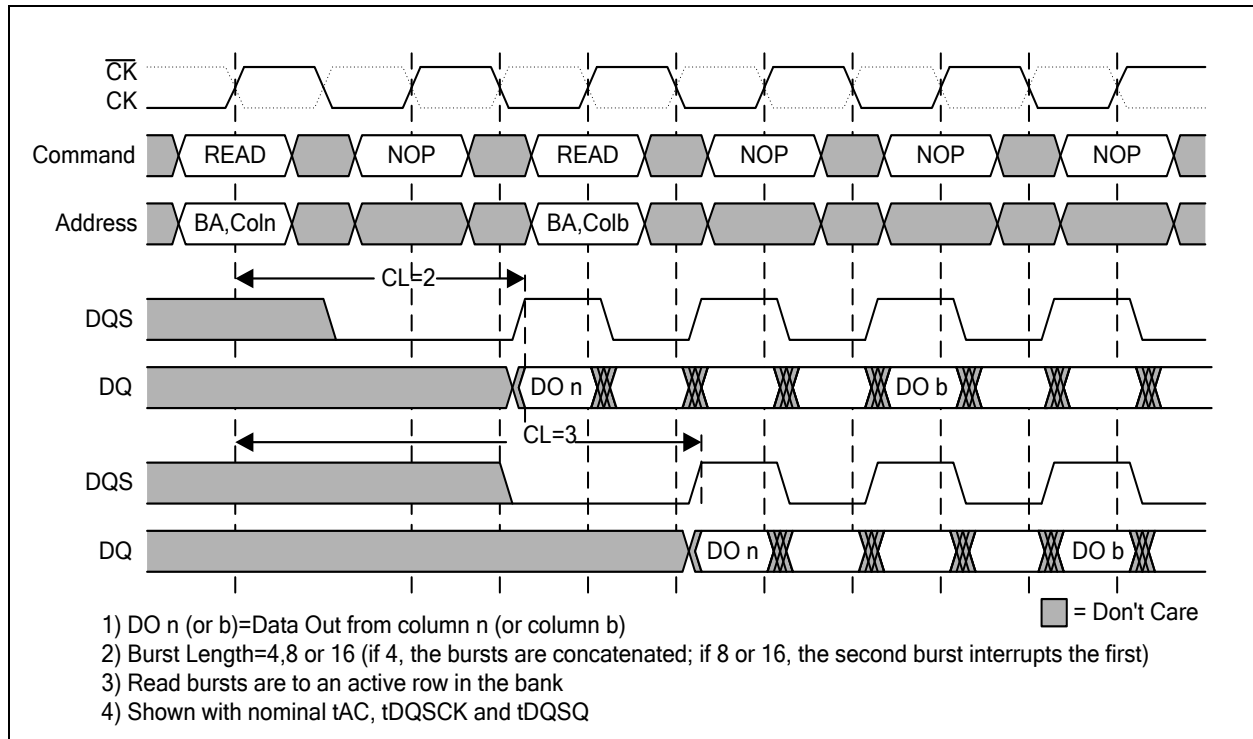 CK
CK
Command READ NOP READ NOP NOP NOP
Address BA,Coln BA,Colb
CL=2
DQS
DQ DO n DO b
CL=3
DQS
DQ DO n DO b
= Don't Care
1) DO n (or b)=Data Out from column n (or column b)
2) Burst Length=4,8 or 16 (if 4, the bursts are concatenated; if 8 or 16, the second burst interrupts the first)
3) Read bursts are to an active row in the bank
4) Shown with nominal tAC, tDQSCK and tDQSQ